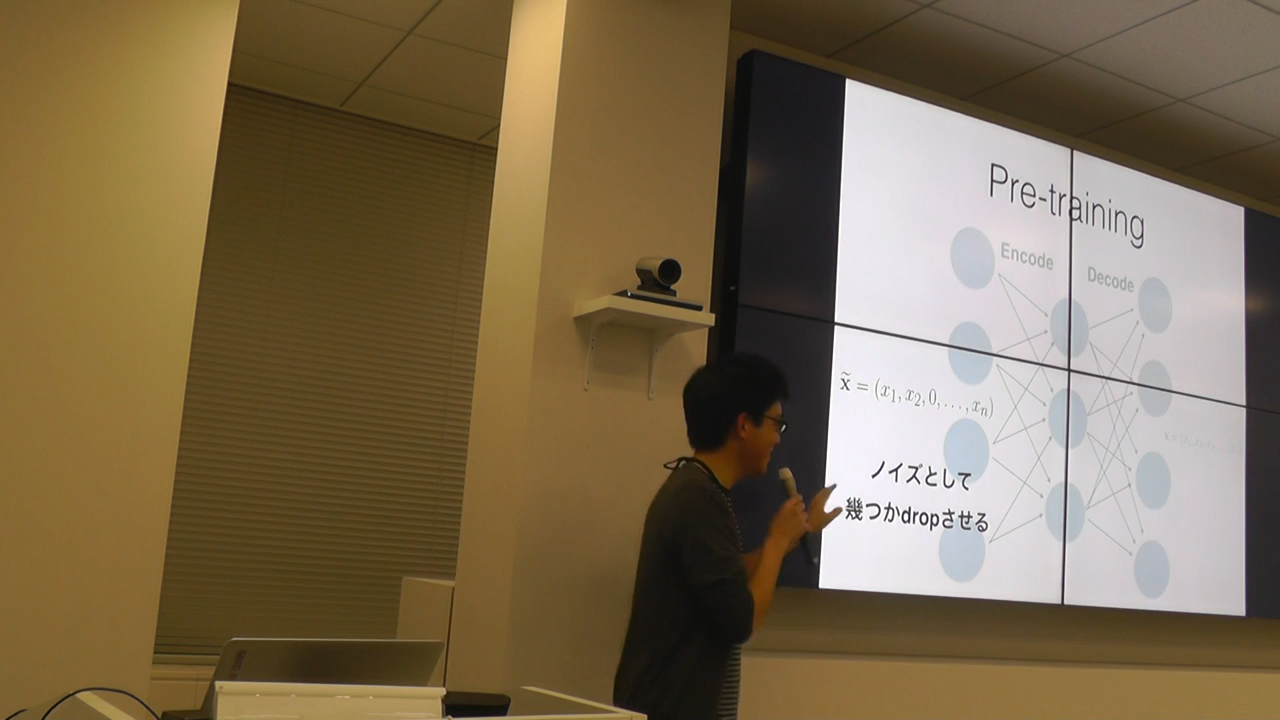 Pre-training
Encode
Decode
x̃ = (x₁, x₂, 0, …, xₙ)
ノイズとして
幾つかdropさせる